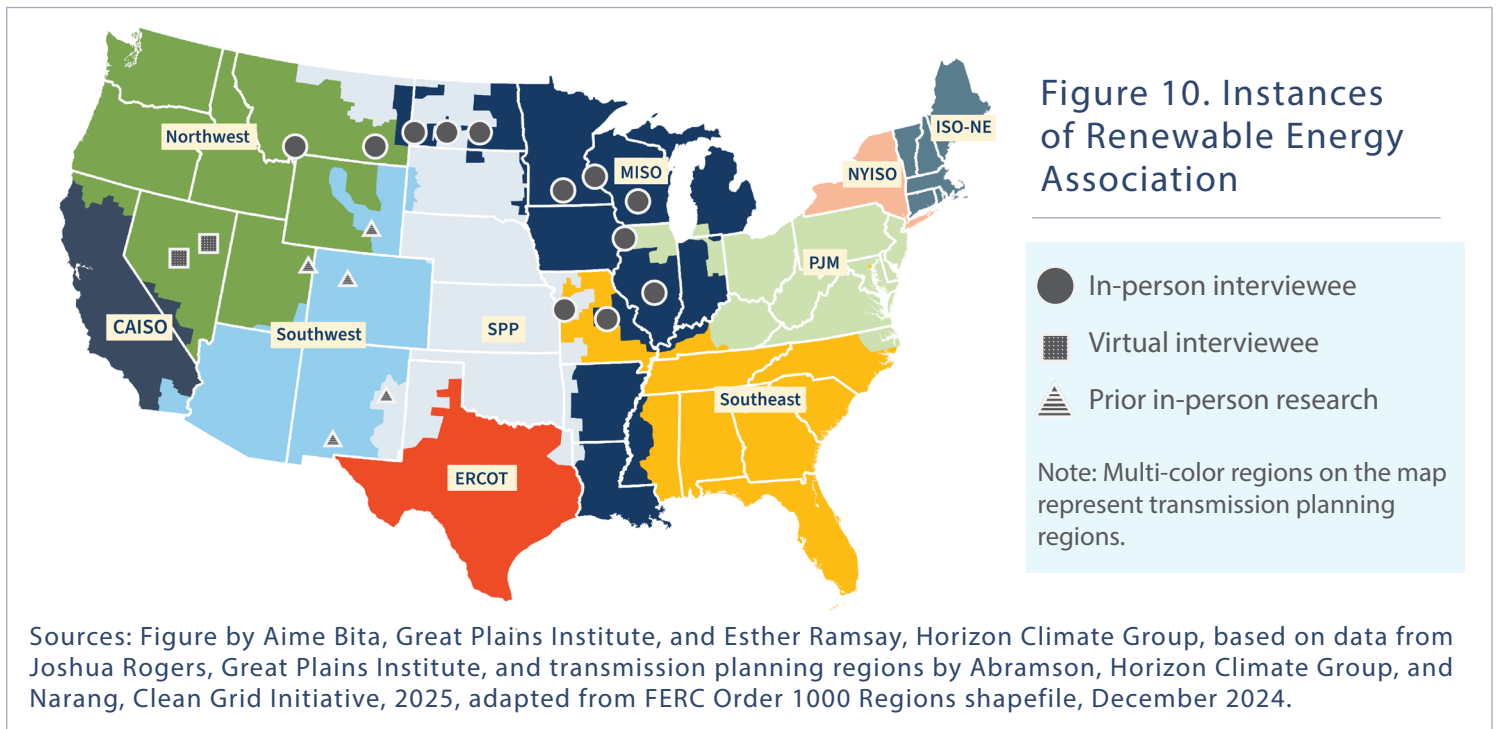 Figure 10. Instances
of Renewable Energy
Association
In-person interviewee
Virtual interviewee
Prior in-person research
Note: Multi-color regions on the map
represent transmission planning
regions.
Northwest
MISO
ISO-NE
NYISO
PJM
CAISO
Southwest
SPP
Southeast
ERCOT
Sources: Figure by Aime Bita, Great Plains Institute, and Esther Ramsay, Horizon Climate Group, based on data from
Joshua Rogers, Great Plains Institute, and transmission planning regions by Abramson, Horizon Climate Group, and
Narang, Clean Grid Initiative, 2025, adapted from FERC Order 1000 Regions shapefile, December 2024.